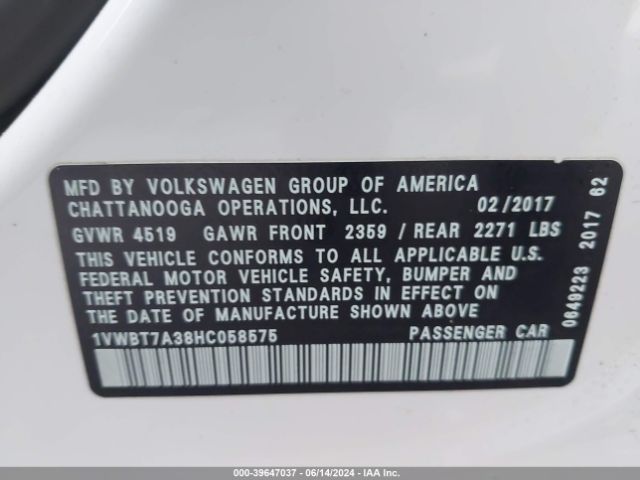 MFD BY VOLKSWAGEN GROUP OF AMERICA
CHATTANOOGA OPERATIONS, LLC. 02/2017
GVWR 4519 GAWR FRONT 2359 / REAR 2271 LBS
THIS VEHICLE CONFORMS TO ALL APPLICABLE U.S.
FEDERAL MOTOR VEHICLE SAFETY, BUMPER AND
THEFT PREVENTION STANDARDS IN EFFECT ON
THE DATE OF MANUFACTURE SHOWN ABOVE
1VWBT7A38HC058575 PASSENGER CAR
0649223 2017 62
000-39647037 - 06/14/2024 - IAAI.COM